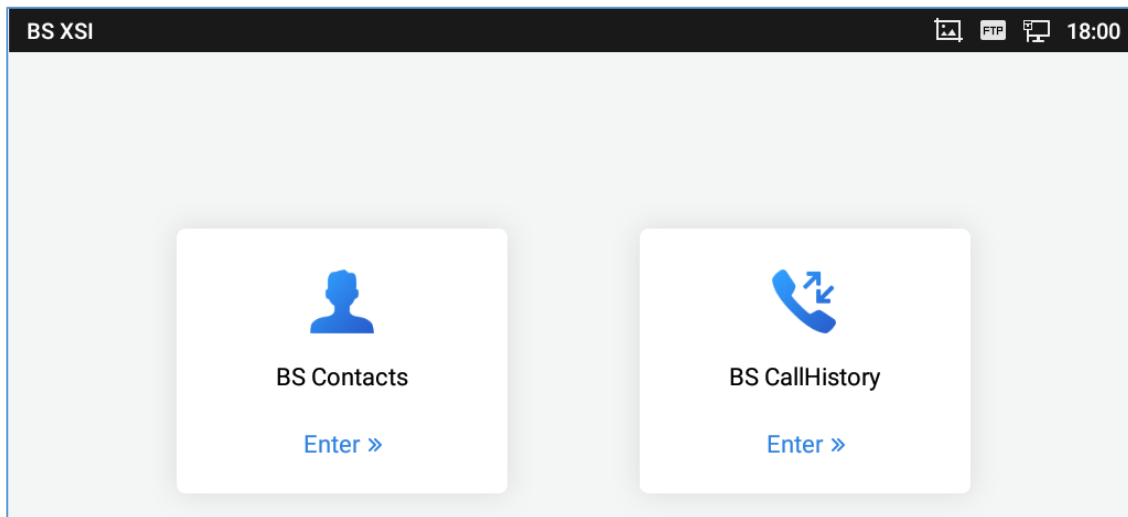 BS XSI
FTP
18:00
BS Contacts
BS CallHistory
Enter »
Enter »